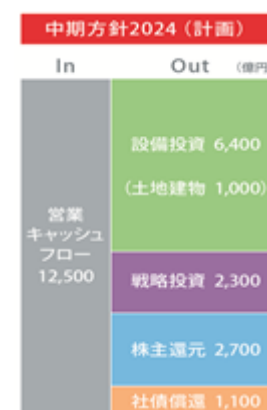 中期方針2024 (計画)
In Out (億円
営業
キャッシュ
フロー
12,500
設備投資 6,400
(土地建物 1,000)
戦略投資 2,300
株主還元 2,700
社債償還 1,100